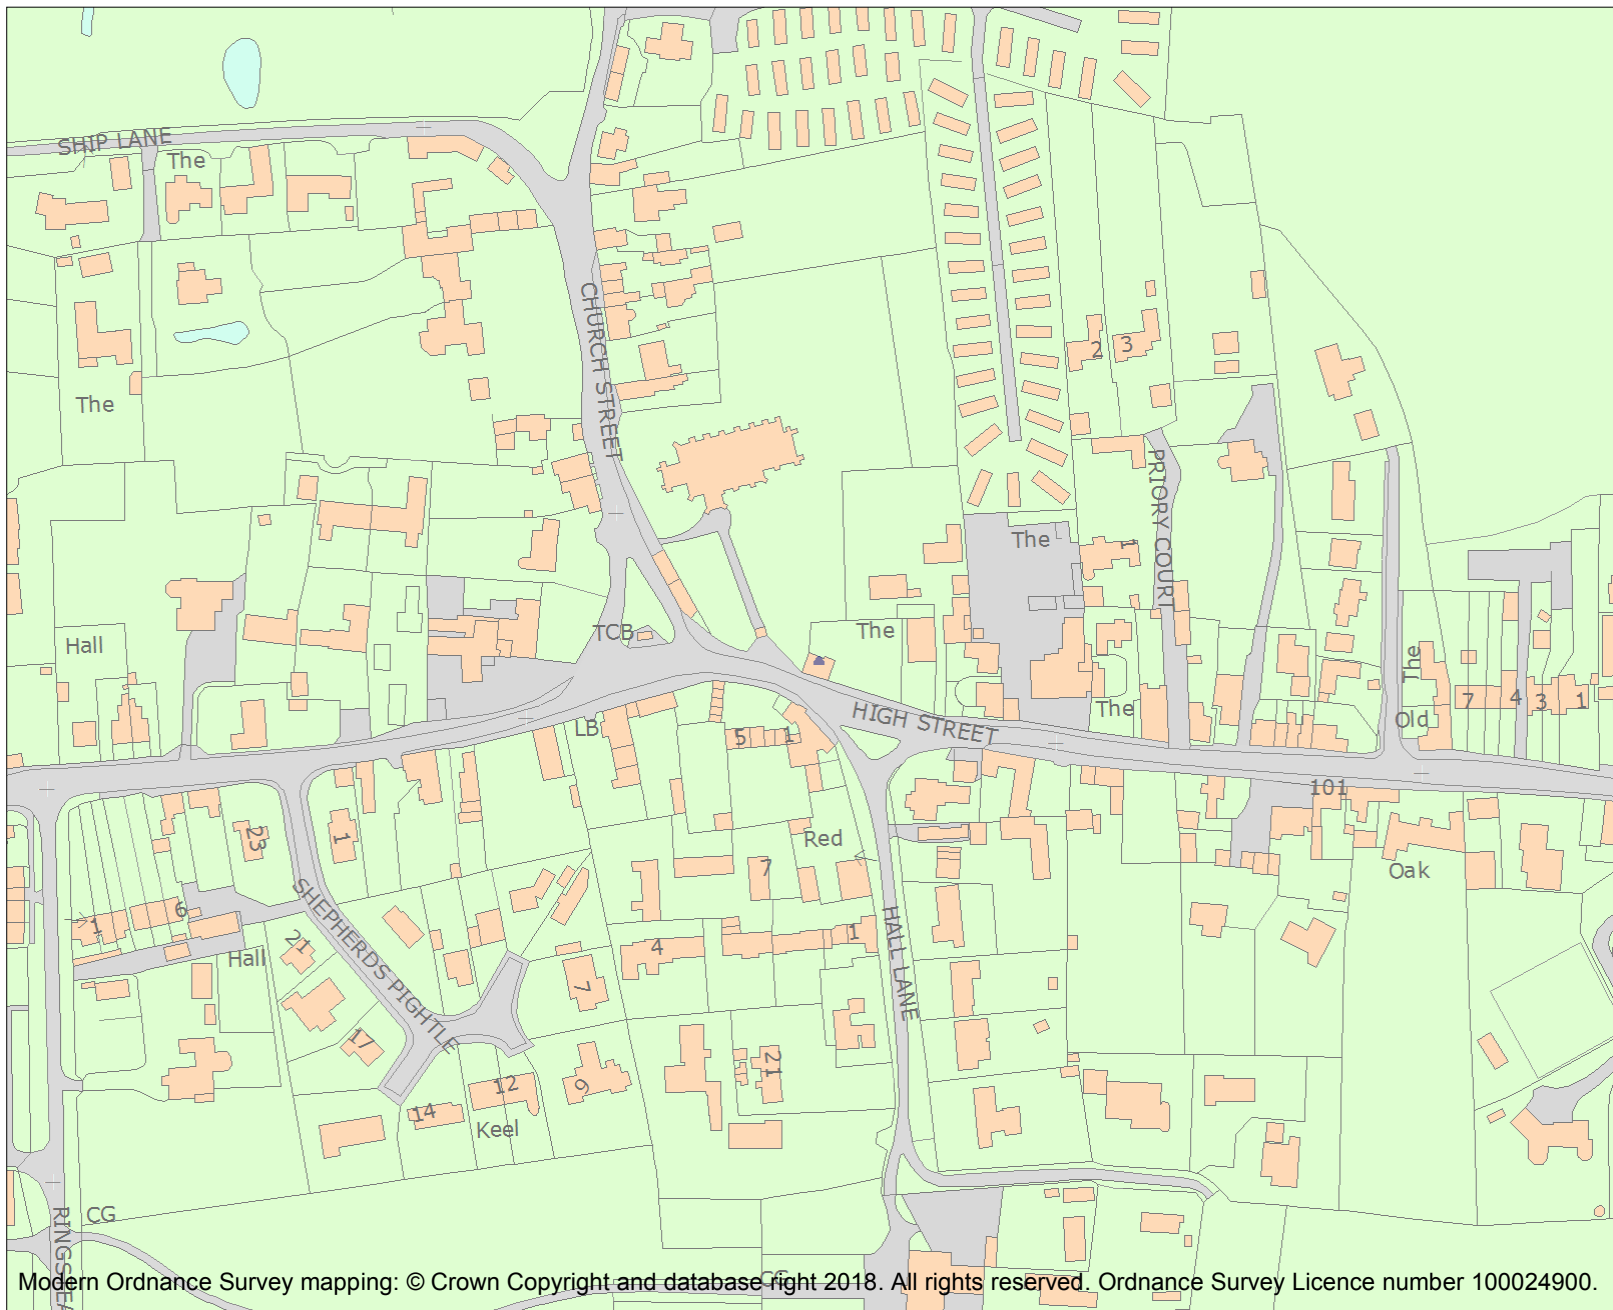 SHIP LANE
The
CHURCH STREET
2
3
The
PRIORY COURT
The
1
TCB
The
Hall
The
The
7
4
3
1
HIGH STREET
Old
LB
5
1
101
23
1
Red
7
Oak
SHEPHERDS PIGHTLE
6
1
21
Hall
4
1
HALL LANE
7
17
21
12
9
14
Keel
CG
RINGSTEA
CG
Modern Ordnance Survey mapping: © Crown Copyright and database right 2018. All rights reserved. Ordnance Survey Licence number 100024900.